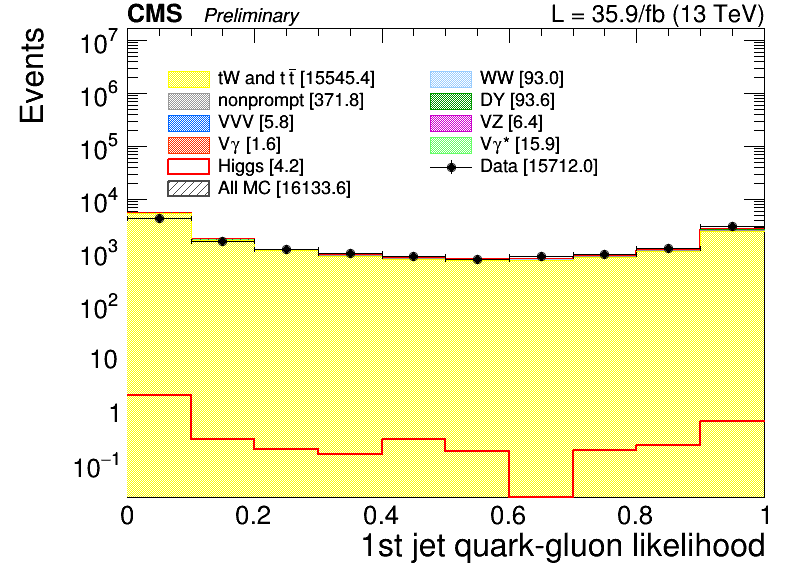 CMS Preliminary L = 35.9/fb (13 TeV)
Events
10⁷
10⁶
10⁵
10⁴
10³
10²
10
1
10⁻¹
tW and t t̄ [15545.4]
nonprompt [371.8]
VVV [5.8]
Vγ [1.6]
Higgs [4.2]
All MC [16133.6]
WW [93.0]
DY [93.6]
VZ [6.4]
Vγ* [15.9]
Data [15712.0]
0 0.2 0.4 0.6 0.8 1
1st jet quark-gluon likelihood